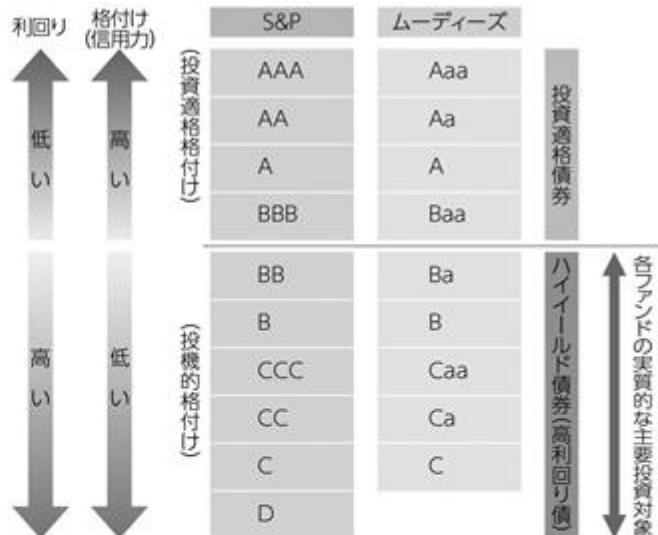 利回り
格付け
(信用力)
S&P
ムーディーズ
低い
高い
(投資適格格付け)
AAA
Aaa
AA
Aa
A
A
BBB
Baa
投資適格債券
高い
低い
(投機的格付け)
BB
Ba
B
B
CCC
Caa
CC
Ca
C
C
D
ハイイールド債券(高利回り債)
各ファンドの実質的な主要投資対象